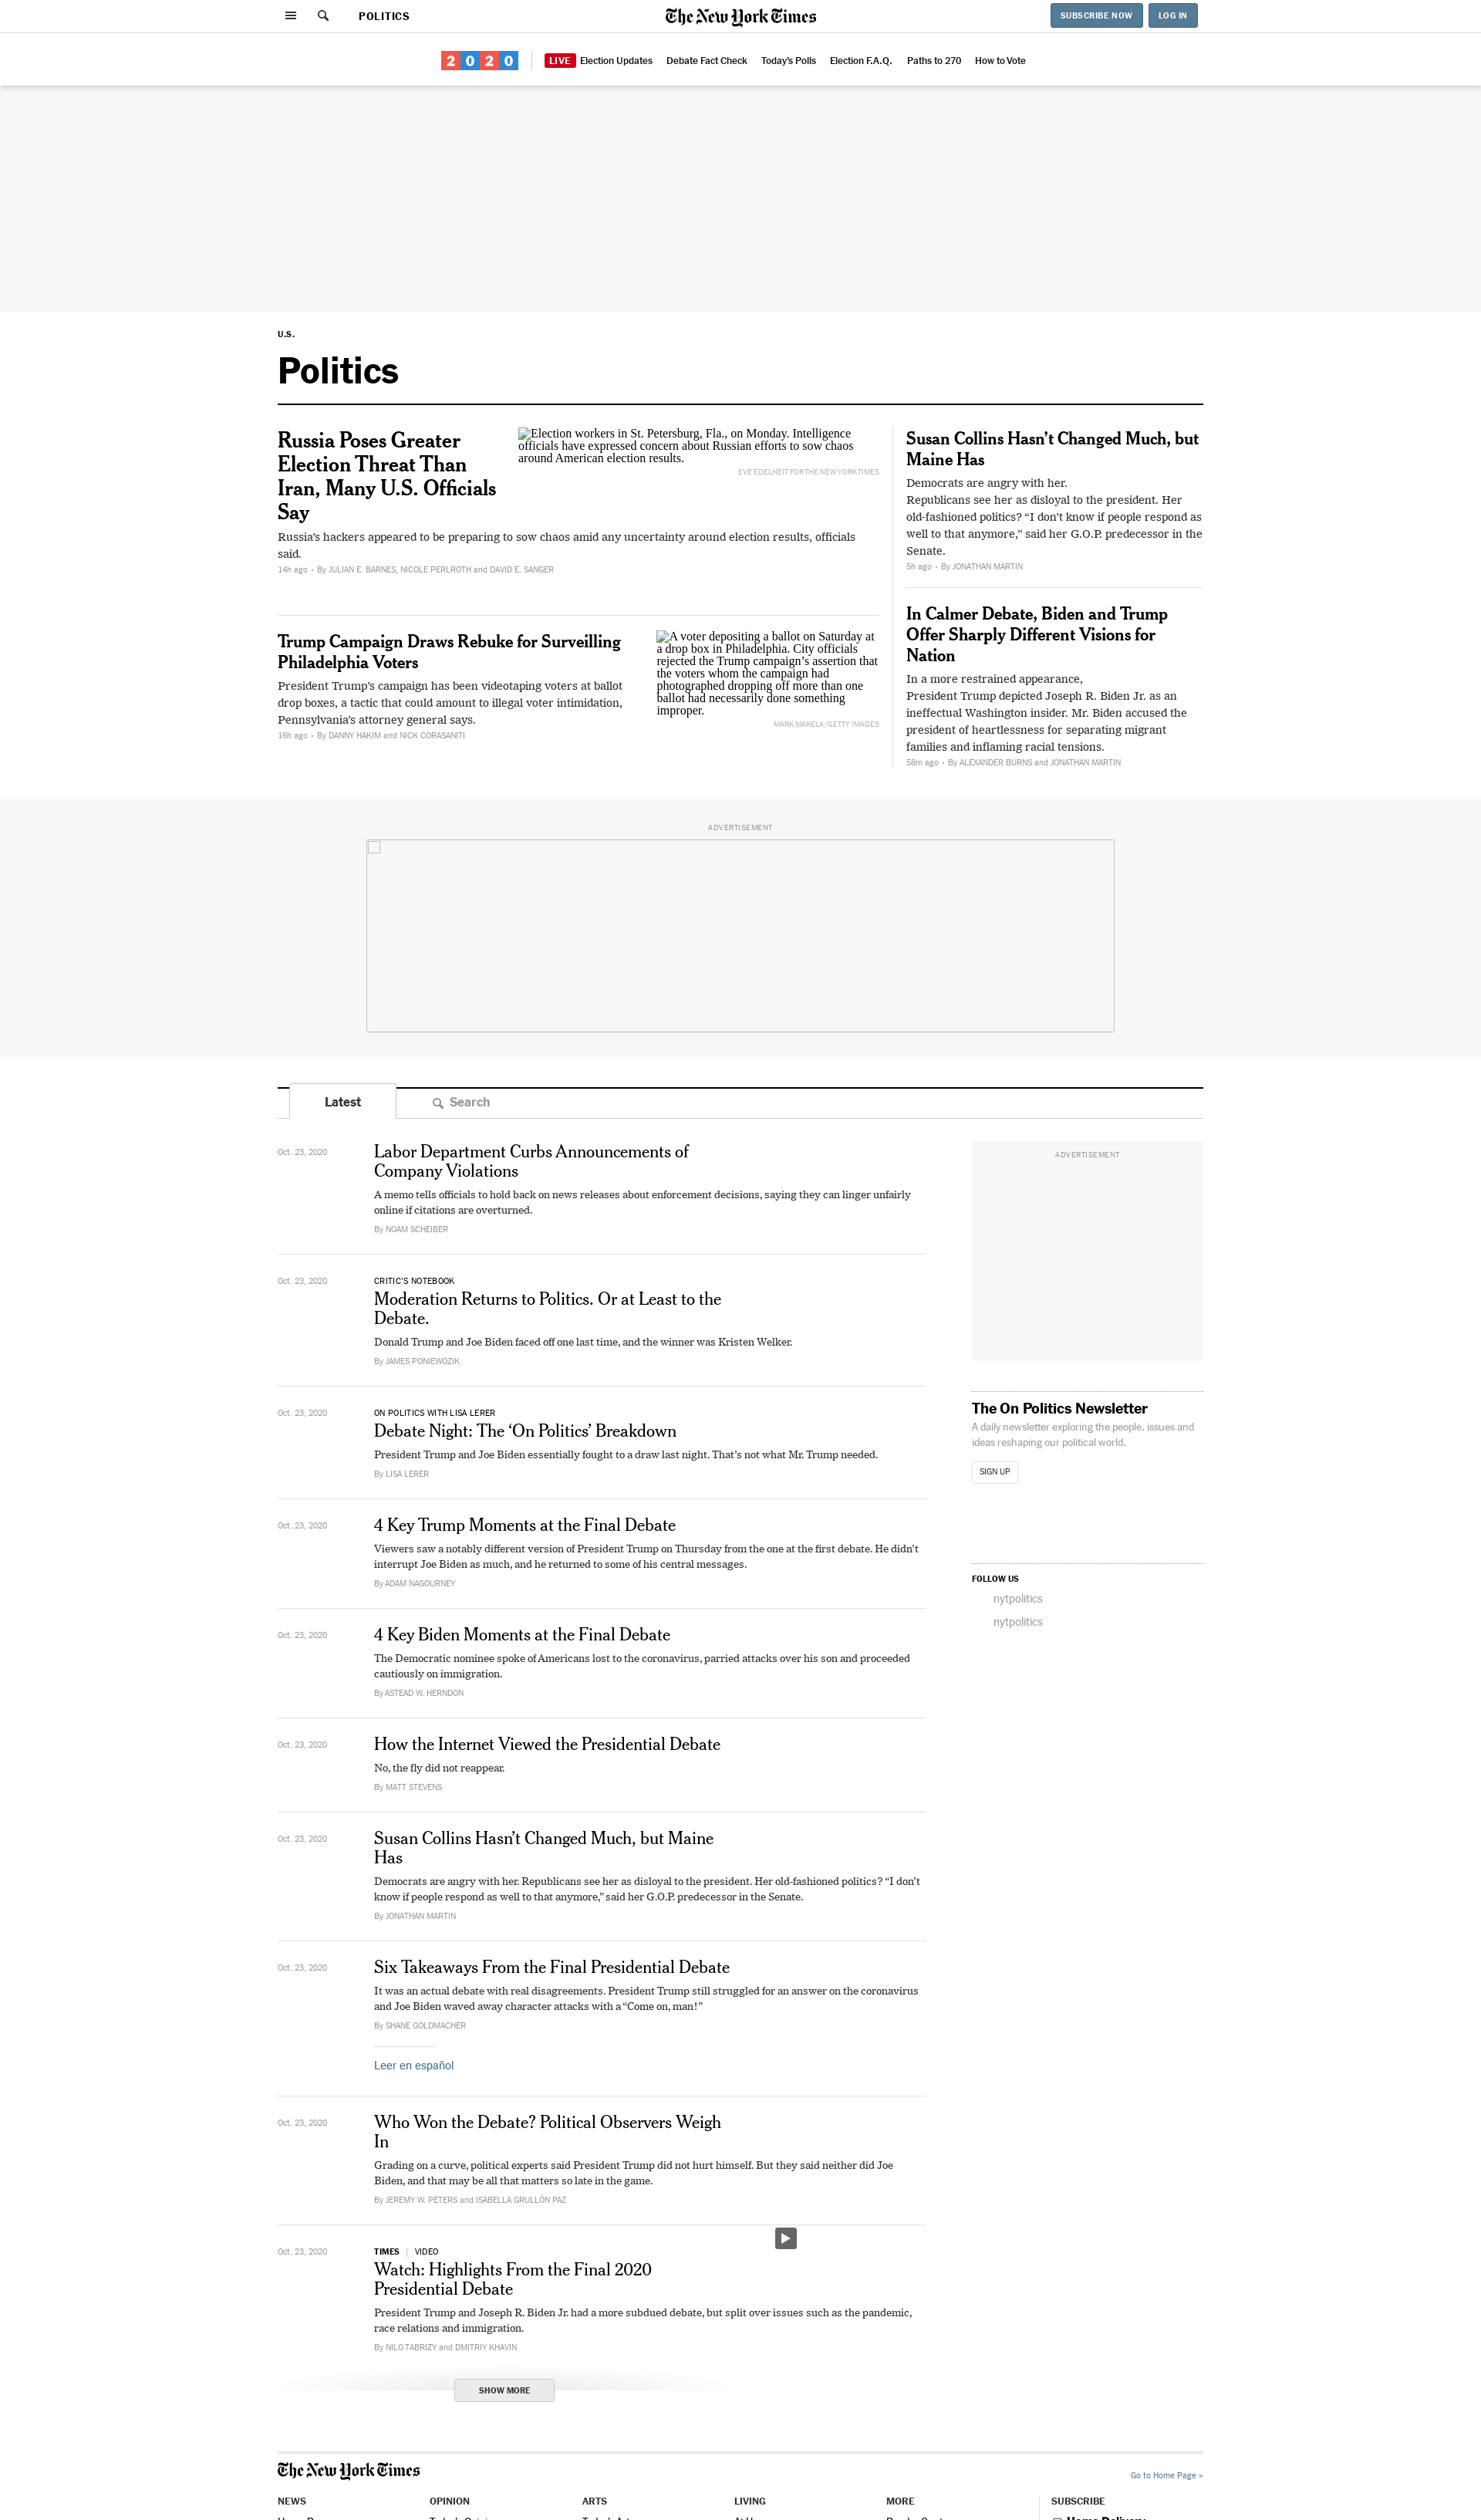 POLITICS
The New York Times
SUBSCRIBE NOW
LOG IN
2020
LIVE Election Updates
Debate Fact Check
Today's Polls
Election F.A.Q.
Paths to 270
How to Vote
U.S.
Politics
Russia Poses Greater
Election Threat Than
Iran, Many U.S. Officials
Say
Election workers in St. Petersburg, Fla., on Monday. Intelligence
officials have expressed concern about Russian efforts to sow chaos
around American election results.
EVE EDELHEIT FOR THE NEW YORK TIMES
Russia's hackers appeared to be preparing to sow chaos amid any uncertainty around election results, officials
said.
14h ago • By JULIAN E. BARNES, NICOLE PERLROTH and DAVID E. SANGER
Trump Campaign Draws Rebuke for Surveilling
Philadelphia Voters
President Trump's campaign has been videotaping voters at ballot
drop boxes, a tactic that could amount to illegal voter intimidation,
Pennsylvania's attorney general says.
16h ago • By DANNY HAKIM and NICK CORASANITI
A voter depositing a ballot on Saturday at
a drop box in Philadelphia. City officials
rejected the Trump campaign's assertion that
the voters whom the campaign had
photographed dropping off more than one
ballot had necessarily done something
improper.
MARK MAKELA/GETTY IMAGES
Susan Collins Hasn't Changed Much, but
Maine Has
Democrats are angry with her.
Republicans see her as disloyal to the president. Her
old-fashioned politics? “I don't know if people respond as
well to that anymore,” said her G.O.P. predecessor in the
Senate.
5h ago • By JONATHAN MARTIN
In Calmer Debate, Biden and Trump
Offer Sharply Different Visions for
Nation
In a more restrained appearance,
President Trump depicted Joseph R. Biden Jr. as an
ineffectual Washington insider. Mr. Biden accused the
president of heartlessness for separating migrant
families and inflaming racial tensions.
58m ago • By ALEXANDER BURNS and JONATHAN MARTIN
ADVERTISEMENT
Latest
Search
Oct. 23, 2020
Labor Department Curbs Announcements of
Company Violations
A memo tells officials to hold back on news releases about enforcement decisions, saying they can linger unfairly
online if citations are overturned.
By NOAM SCHEIBER
Oct. 23, 2020
CRITIC'S NOTEBOOK
Moderation Returns to Politics. Or at Least to the
Debate.
Donald Trump and Joe Biden faced off one last time, and the winner was Kristen Welker.
By JAMES PONIEWOZIK
Oct. 23, 2020
ON POLITICS WITH LISA LERER
Debate Night: The ‘On Politics’ Breakdown
President Trump and Joe Biden essentially fought to a draw last night. That's not what Mr. Trump needed.
By LISA LERER
Oct. 23, 2020
4 Key Trump Moments at the Final Debate
Viewers saw a notably different version of President Trump on Thursday from the one at the first debate. He didn't
interrupt Joe Biden as much, and he returned to some of his central messages.
By ADAM NAGOURNEY
Oct. 23, 2020
4 Key Biden Moments at the Final Debate
The Democratic nominee spoke of Americans lost to the coronavirus, parried attacks over his son and proceeded
cautiously on immigration.
By ASTEAD W. HERNDON
Oct. 23, 2020
How the Internet Viewed the Presidential Debate
No, the fly did not reappear.
By MATT STEVENS
Oct. 23, 2020
Susan Collins Hasn't Changed Much, but Maine
Has
Democrats are angry with her. Republicans see her as disloyal to the president. Her old-fashioned politics? “I don't
know if people respond as well to that anymore,” said her G.O.P. predecessor in the Senate.
By JONATHAN MARTIN
Oct. 23, 2020
Six Takeaways From the Final Presidential Debate
It was an actual debate with real disagreements. President Trump still struggled for an answer on the coronavirus
and Joe Biden waved away character attacks with a “Come on, man!”
By SHANE GOLDMACHER
Leer en español
Oct. 23, 2020
Who Won the Debate? Political Observers Weigh
In
Grading on a curve, political experts said President Trump did not hurt himself. But they said neither did Joe
Biden, and that may be all that matters so late in the game.
By JEREMY W. PETERS and ISABELLA GRULLÓN PAZ
Oct. 23, 2020
TIMES | VIDEO
Watch: Highlights From the Final 2020
Presidential Debate
President Trump and Joseph R. Biden Jr. had a more subdued debate, but split over issues such as the pandemic,
race relations and immigration.
By NILO TABRIZY and DMITRIY KHAVIN
SHOW MORE
ADVERTISEMENT
The On Politics Newsletter
A daily newsletter exploring the people, issues and
ideas reshaping our political world.
SIGN UP
FOLLOW US
nytpolitics
nytpolitics
The New York Times
Go to Home Page »
NEWS
OPINION
ARTS
LIVING
MORE
SUBSCRIBE